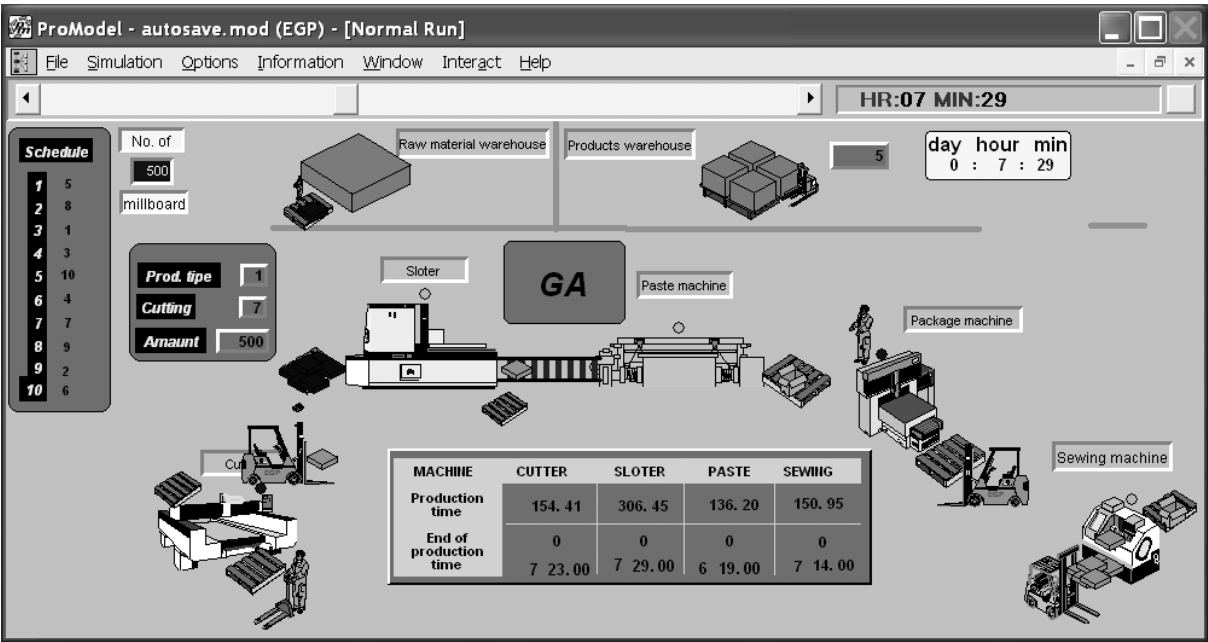 ProModel - autosave.mod (EGP) - [Normal Run]
File Simulation Options Information Window Interact Help
HR:07 MIN:29
Schedule
1 5
2 8
3 1
4 3
5 10
6 4
7 7
8 9
9 2
10 6
No. of
500
millboard
Raw material warehouse
Products warehouse
5
day hour min
0 : 7 : 29
Prod. tipe 1
Cutting 7
Amaunt 500
Sloter
GA
Paste machine
Package machine
Cu
EGP
EGP
Sewing machine
MACHINE CUTTER SLOTER PASTE SEWING
Production
time 154.41 306.45 136.20 150.95
End of
production
time
0 0 0 0
7 23.00 7 29.00 6 19.00 7 14.00